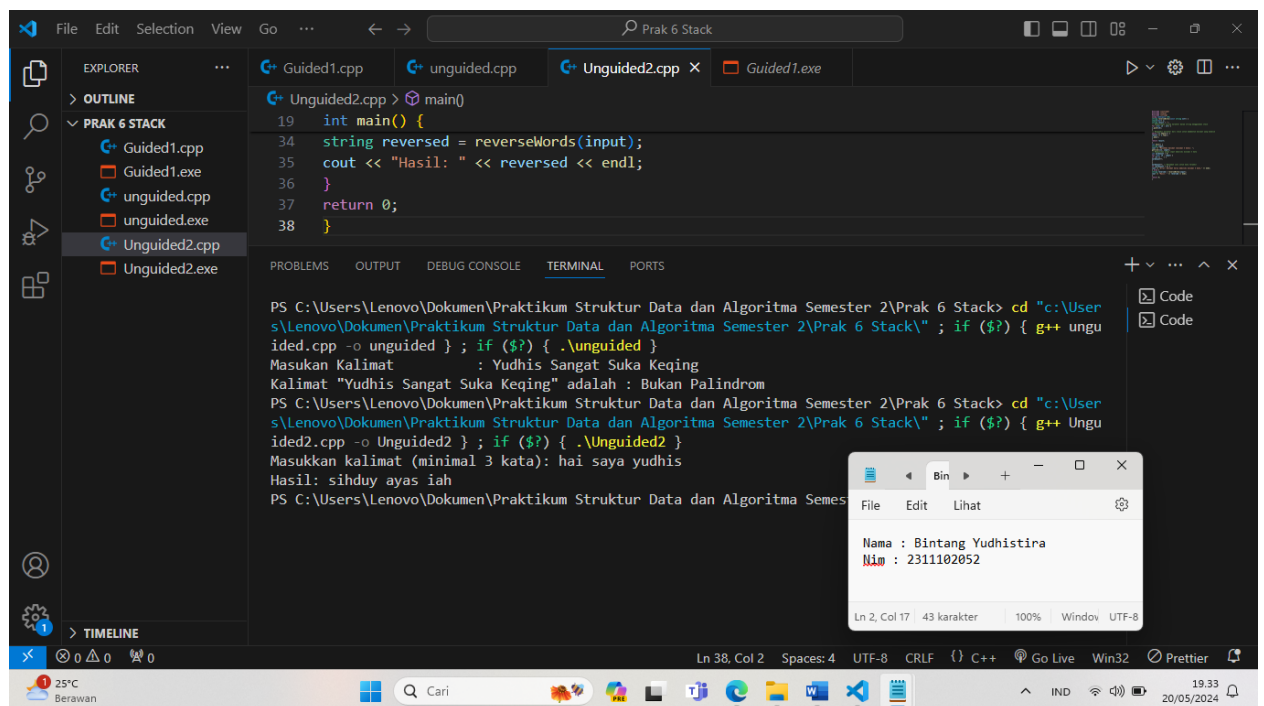 File Edit Selection View Go ··· ← → Prak 6 Stack
EXPLORER ···
> OUTLINE
PRAK 6 STACK
Guided1.cpp
Guided1.exe
unguided.cpp
unguided.exe
Unguided2.cpp
Unguided2.exe
> TIMELINE
Guided1.cpp unguided.cpp Unguided2.cpp × Guided1.exe
Unguided2.cpp > main()
19 int main() {
34 string reversed = reverseWords(input);
35 cout << "Hasil: " << reversed << endl;
36 }
37 return 0;
38 }
PROBLEMS OUTPUT DEBUG CONSOLE TERMINAL PORTS
PS C:\Users\Lenovo\Dokumen\Praktikum Struktur Data dan Algoritma Semester 2\Prak 6 Stack> cd "c:\User
s\Lenovo\Dokumen\Praktikum Struktur Data dan Algoritma Semester 2\Prak 6 Stack\" ; if ($?) { g++ ungu
ided.cpp -o unguided } ; if ($?) { .\unguided }
Masukan Kalimat : Yudhis Sangat Suka Keqing
Kalimat "Yudhis Sangat Suka Keqing" adalah : Bukan Palindrom
PS C:\Users\Lenovo\Dokumen\Praktikum Struktur Data dan Algoritma Semester 2\Prak 6 Stack> cd "c:\User
s\Lenovo\Dokumen\Praktikum Struktur Data dan Algoritma Semester 2\Prak 6 Stack\" ; if ($?) { g++ Ungu
ided2.cpp -o Unguided2 } ; if ($?) { .\Unguided2 }
Masukkan kalimat (minimal 3 kata): hai saya yudhis
Hasil: sihduy ayas iah
PS C:\Users\Lenovo\Dokumen\Praktikum Struktur Data dan Algoritma Semes
Code
Code
Bin
File Edit Lihat
Nama : Bintang Yudhistira
Nim : 2311102052
Ln 2, Col 17 43 karakter 100% Windov UTF-8
1
0 0 0 Ln 38, Col 2 Spaces: 4 UTF-8 CRLF {} C++ Go Live Win32 Prettier
1 25°C
Berawan
Cari
PRE
IND
19.33
20/05/2024